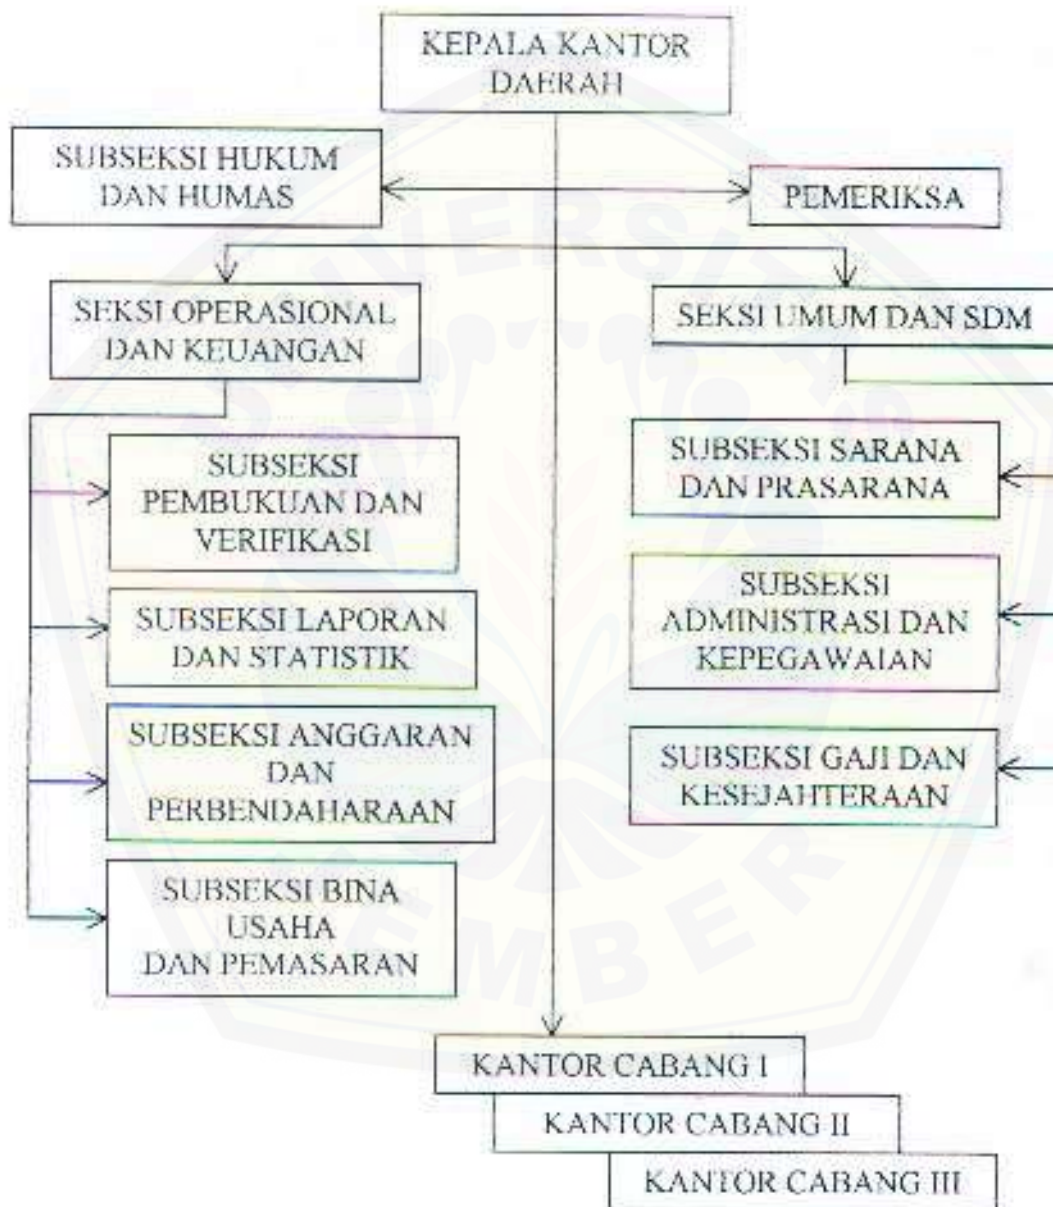 KEPALA KANTOR
DAERAH
SUBSEKSI HUKUM
DAN HUMAS
PEMERIKSA
SEKSI OPERASIONAL
DAN KEUANGAN
SEKSI UMUM DAN SDM
SUBSEKSI
PEMBUKUAN DAN
VERIFIKASI
SUBSEKSI LAPORAN
DAN STATISTIK
SUBSEKSI ANGGARAN
DAN
PERBENDAHARAAN
SUBSEKSI BINA
USAHA
DAN PEMASARAN
SUBSEKSI SARANA
DAN PRASARANA
SUBSEKSI
ADMINISTRASI DAN
KEPEGAWAIAN
SUBSEKSI GAJI DAN
KESEJAHTERAAN
KANTOR CABANG I
KANTOR CABANG II
KANTOR CABANG III
UNIVERSITAS
JEMBER